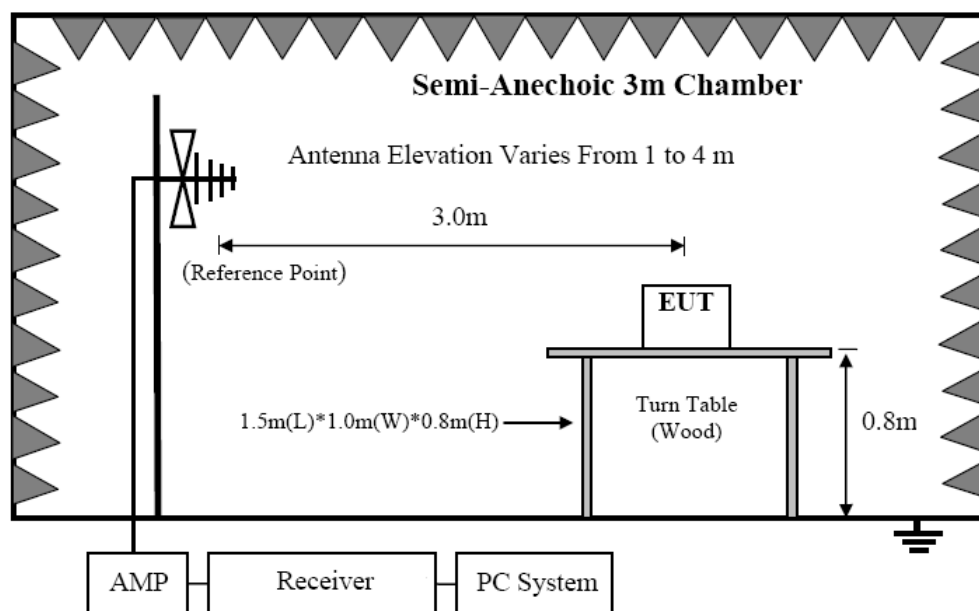 Semi-Anechoic 3m Chamber
Antenna Elevation Varies From 1 to 4 m
3.0m
(Reference Point)
EUT
1.5m(L)*1.0m(W)*0.8m(H)
Turn Table
(Wood)
0.8m
AMP
Receiver
PC System